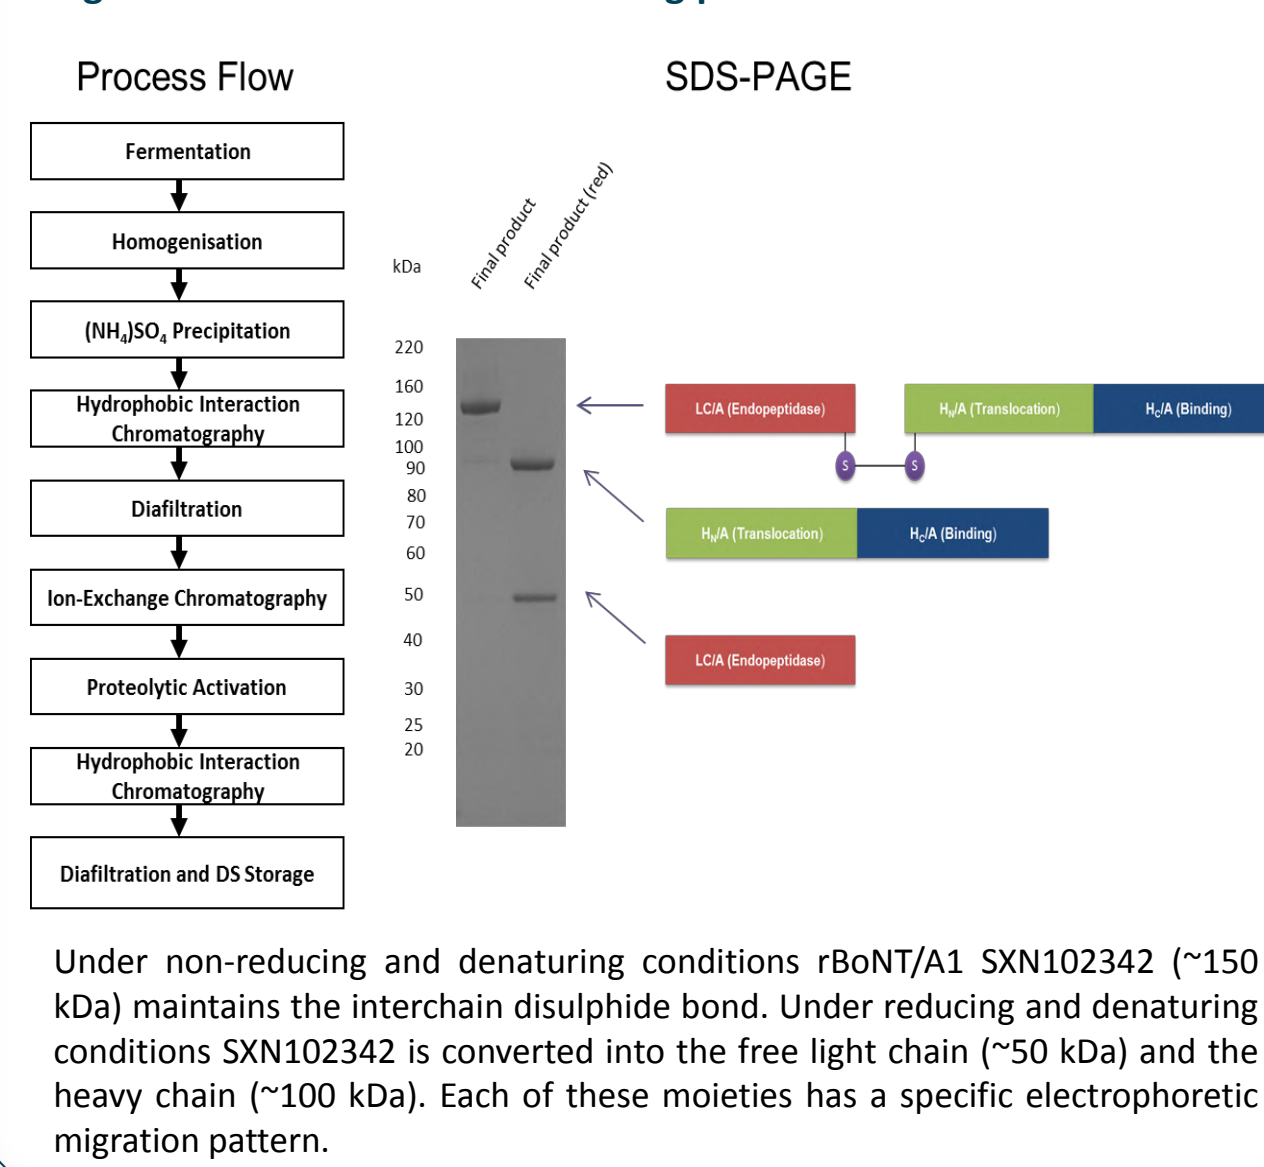 Process Flow
SDS-PAGE
Fermentation
Homogenisation
(NH4)SO4 Precipitation
Hydrophobic Interaction
Chromatography
Diafiltration
Ion-Exchange Chromatography
Proteolytic Activation
Hydrophobic Interaction
Chromatography
Diafiltration and DS Storage
kDa
Final product
Final product (red)
220
160
120
100
90
80
70
60
50
40
30
25
20
LC/A (Endopeptidase)
HN/A (Translocation)
HC/A (Binding)
S
S
HN/A (Translocation)
HC/A (Binding)
LC/A (Endopeptidase)
Under non-reducing and denaturing conditions rBoNT/A1 SXN102342 (~150
kDa) maintains the interchain disulphide bond. Under reducing and denaturing
conditions SXN102342 is converted into the free light chain (~50 kDa) and the
heavy chain (~100 kDa). Each of these moieties has a specific electrophoretic
migration pattern.